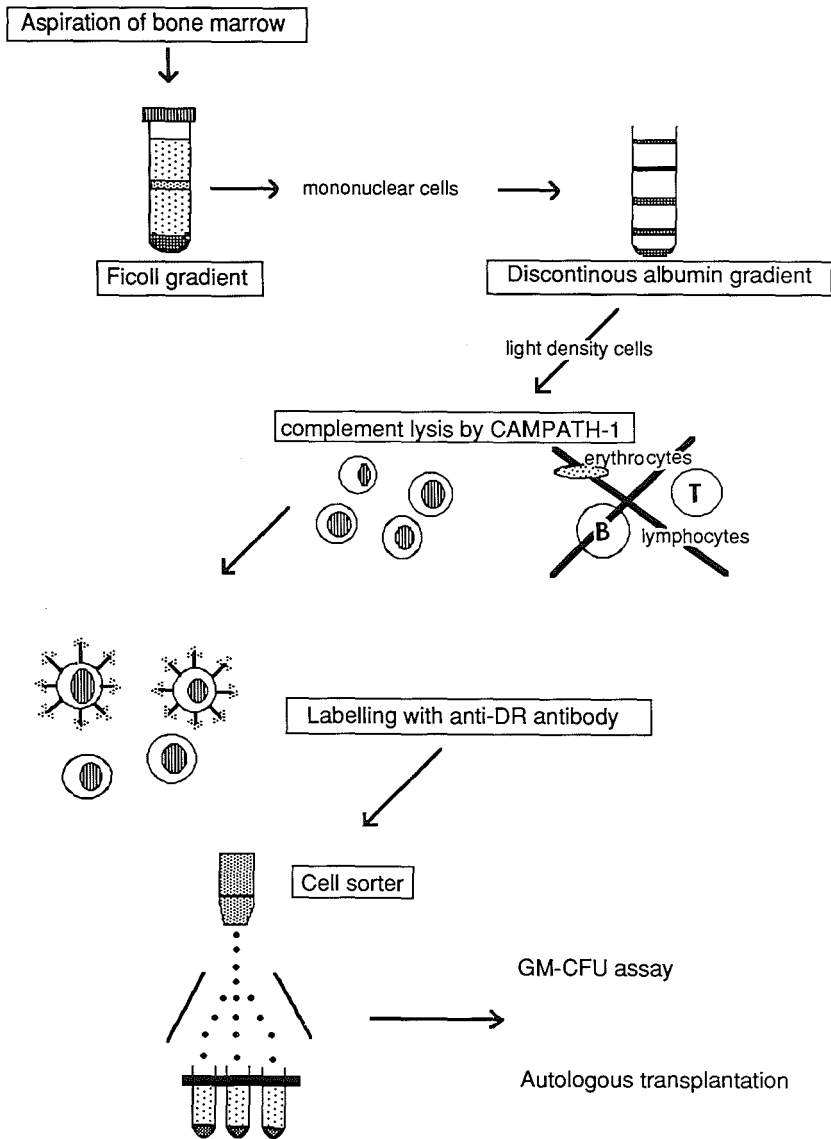 Aspiration of bone marrow
mononuclear cells
Ficoll gradient
Discontinous albumin gradient
light density cells
complement lysis by CAMPATH-1
erythrocytes
T
B
lymphocytes
Labelling with anti-DR antibody
Cell sorter
GM-CFU assay
Autologous transplantation